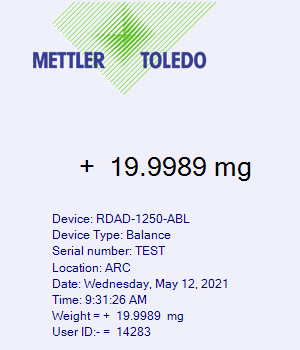 METTLER TOLEDO
+ 19.9989 mg
Device: RDAD-1250-ABL
Device Type: Balance
Serial number: TEST
Location: ARC
Date: Wednesday, May 12, 2021
Time: 9:31:26 AM
Weight = + 19.9989 mg
User ID:- = 14283